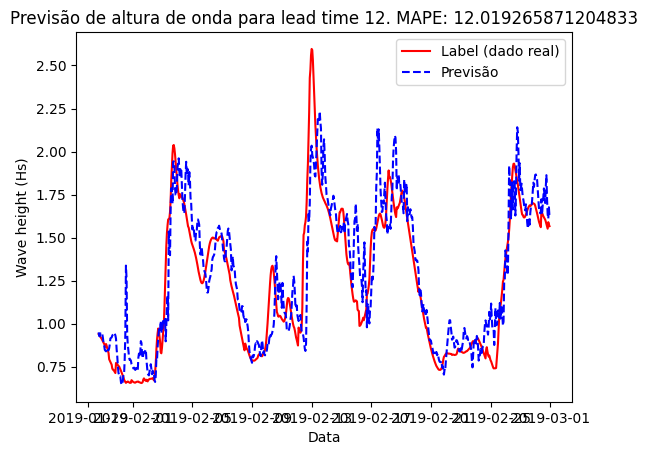 Previsão de altura de onda para lead time 12. MAPE: 12.019265871204833
Label (dado real)
Previsão
2.50
2.25
2.00
1.75
1.50
1.25
1.00
0.75
Wave height (Hs)
2019-01-29 2019-02-01 2019-02-05 2019-02-09 2019-02-13 2019-02-17 2019-02-21 2019-02-25 2019-03-01
Data